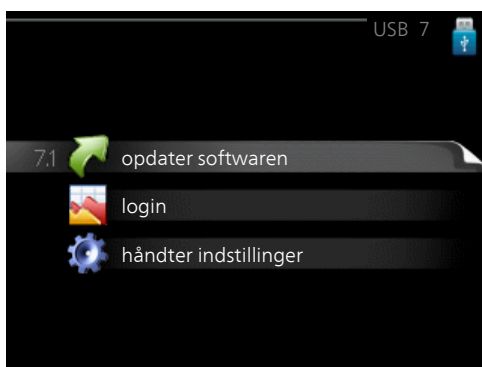 USB 7
7.1 opdater softwaren
login
håndter indstillinger